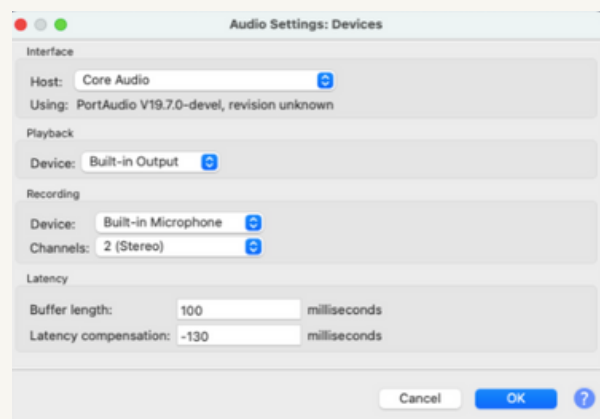 Audio Settings: Devices
Interface
Host: Core Audio
Using: PortAudio V19.7.0-devel, revision unknown
Playback
Device: Built-in Output
Recording
Device: Built-in Microphone
Channels: 2 (Stereo)
Latency
Buffer length: 100 milliseconds
Latency compensation: -130 milliseconds
Cancel OK ?